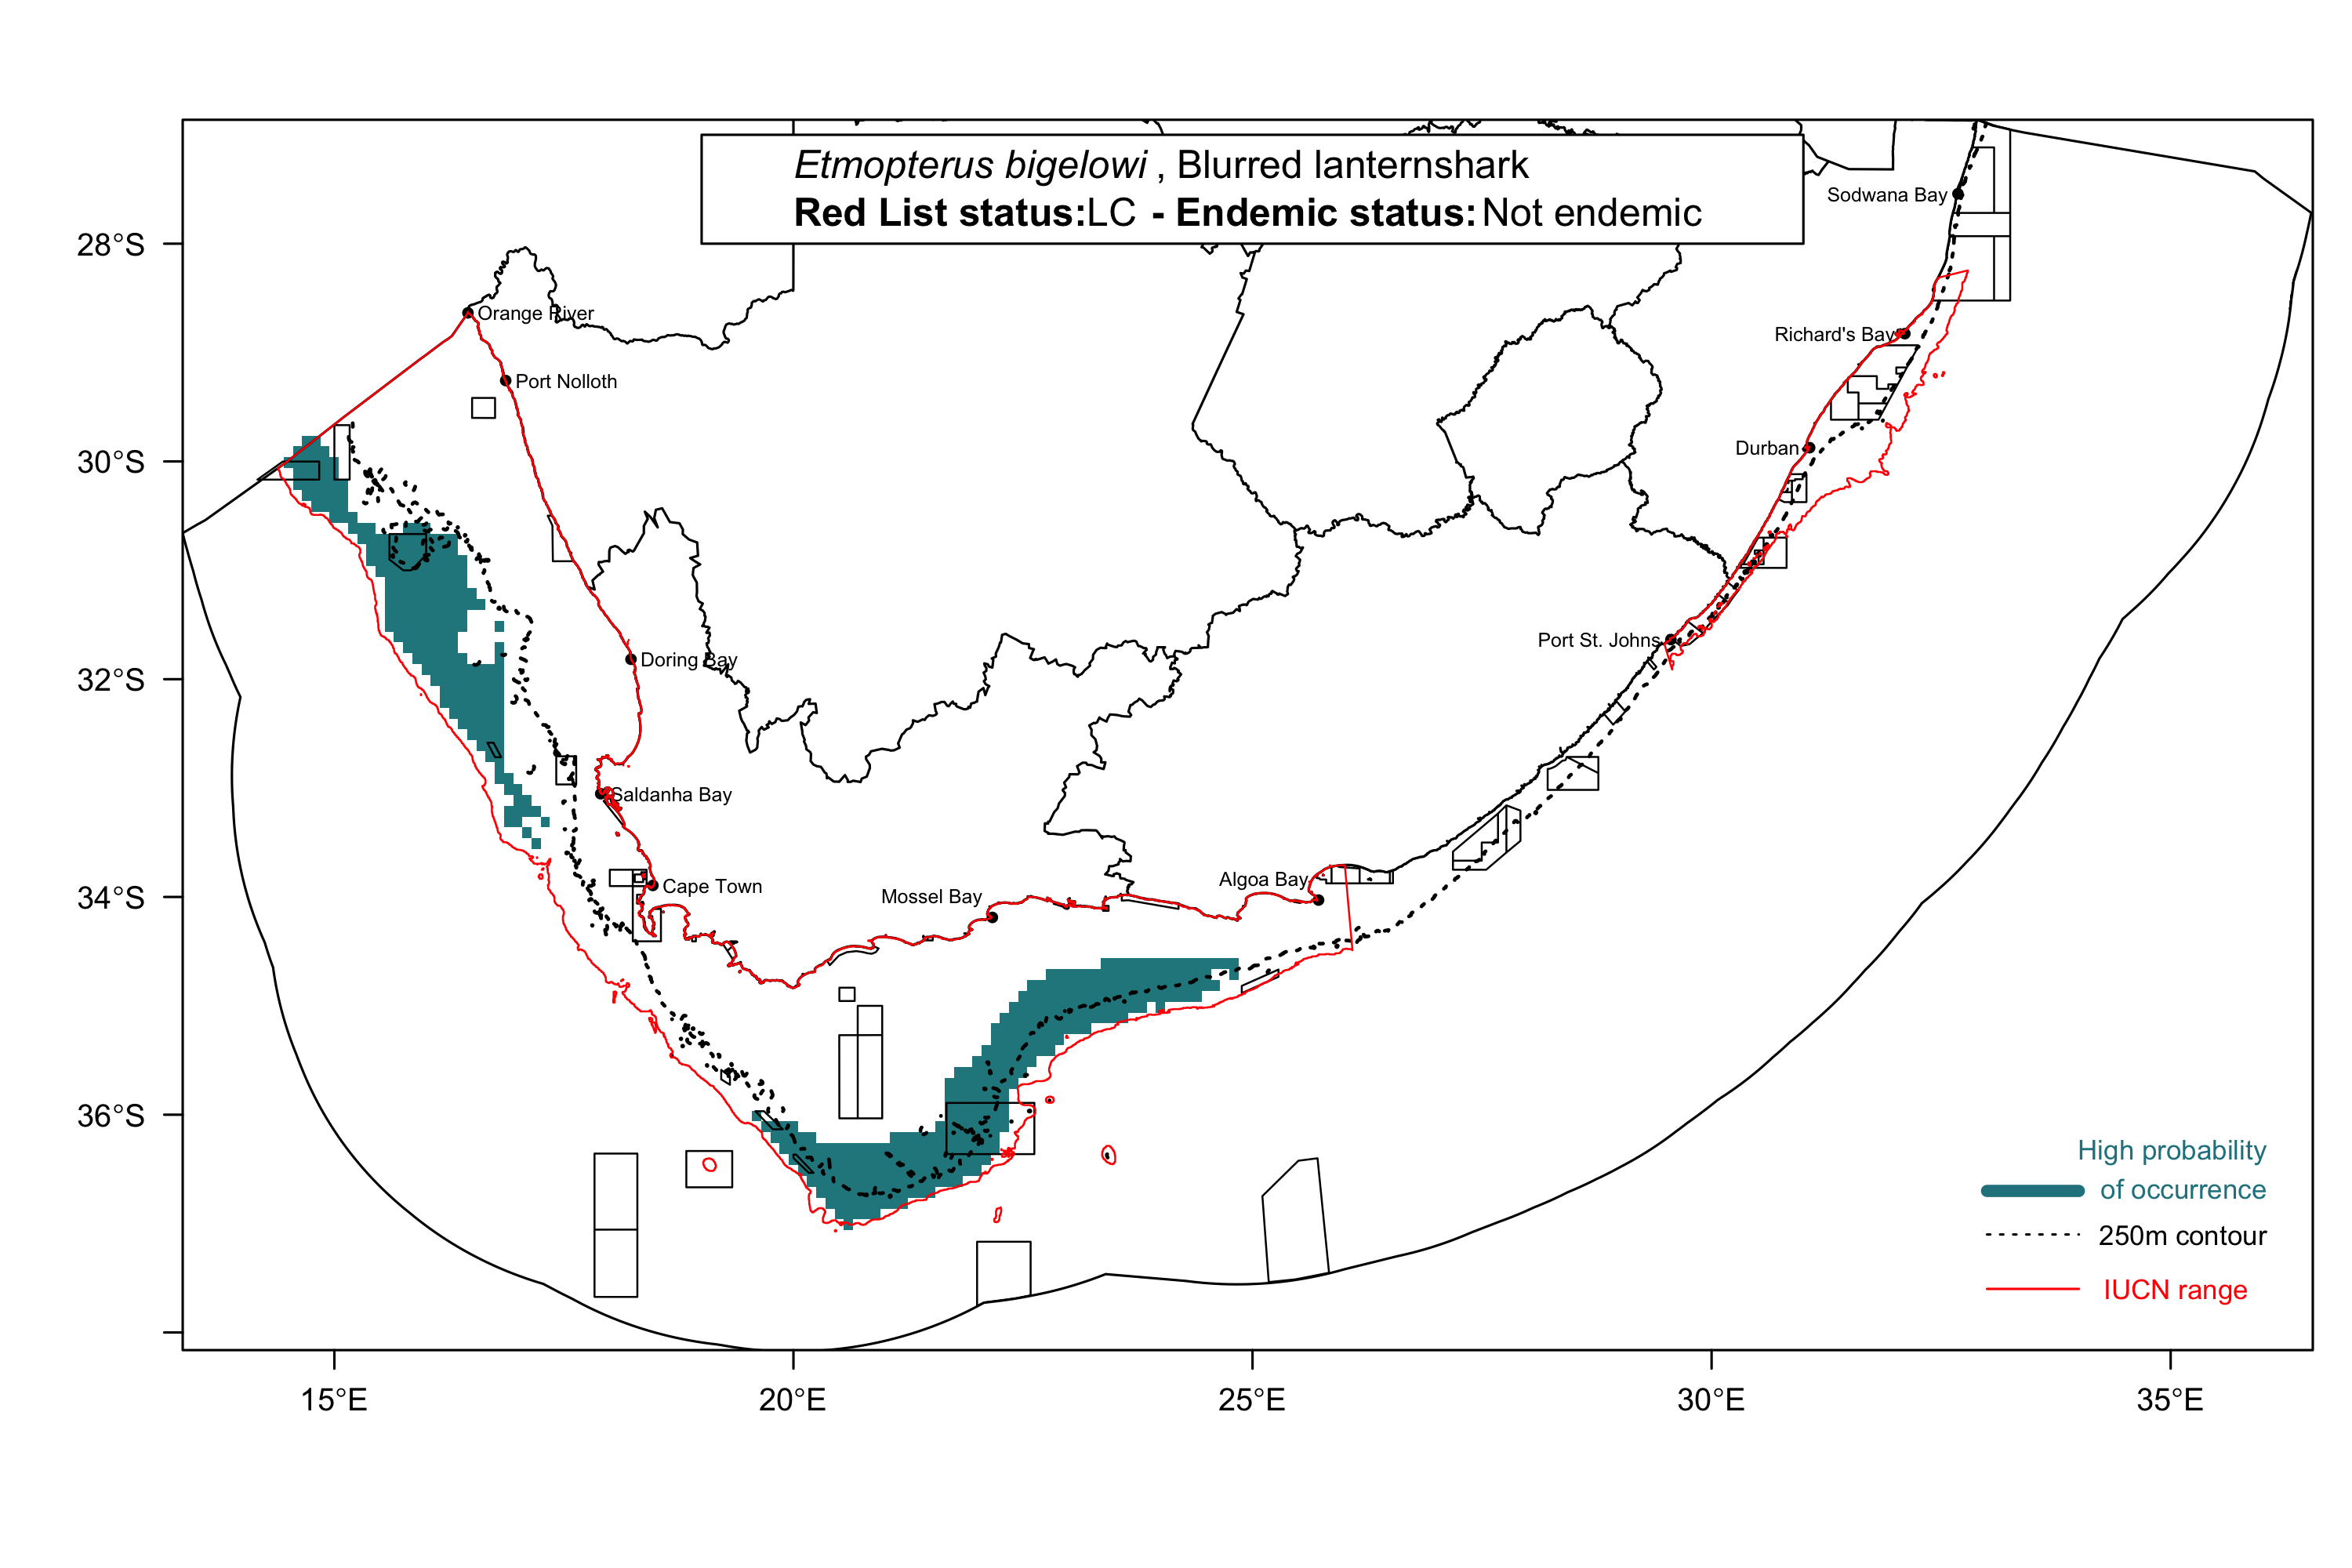 Etmopterus bigelowi , Blurred lanternshark
Red List status:LC - Endemic status: Not endemic
Sodwana Bay
28°S
Orange River
Richard's Bay
Port Nolloth
Durban
30°S
Port St. Johns
Doring Bay
32°S
Saldanha Bay
Algoa Bay
Cape Town
Mossel Bay
34°S
36°S
High probability
of occurrence
250m contour
IUCN range
15°E 20°E 25°E 30°E 35°E